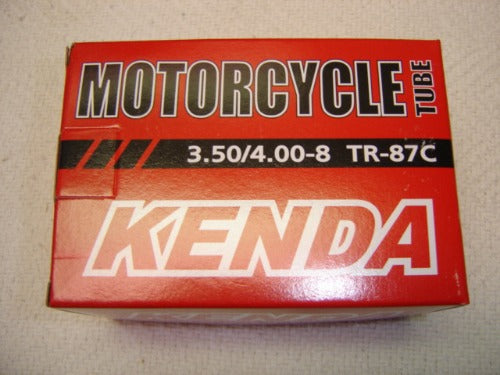 MOTORCYCLE TUBE
3.50/4.00-8 TR-87C
KENDA